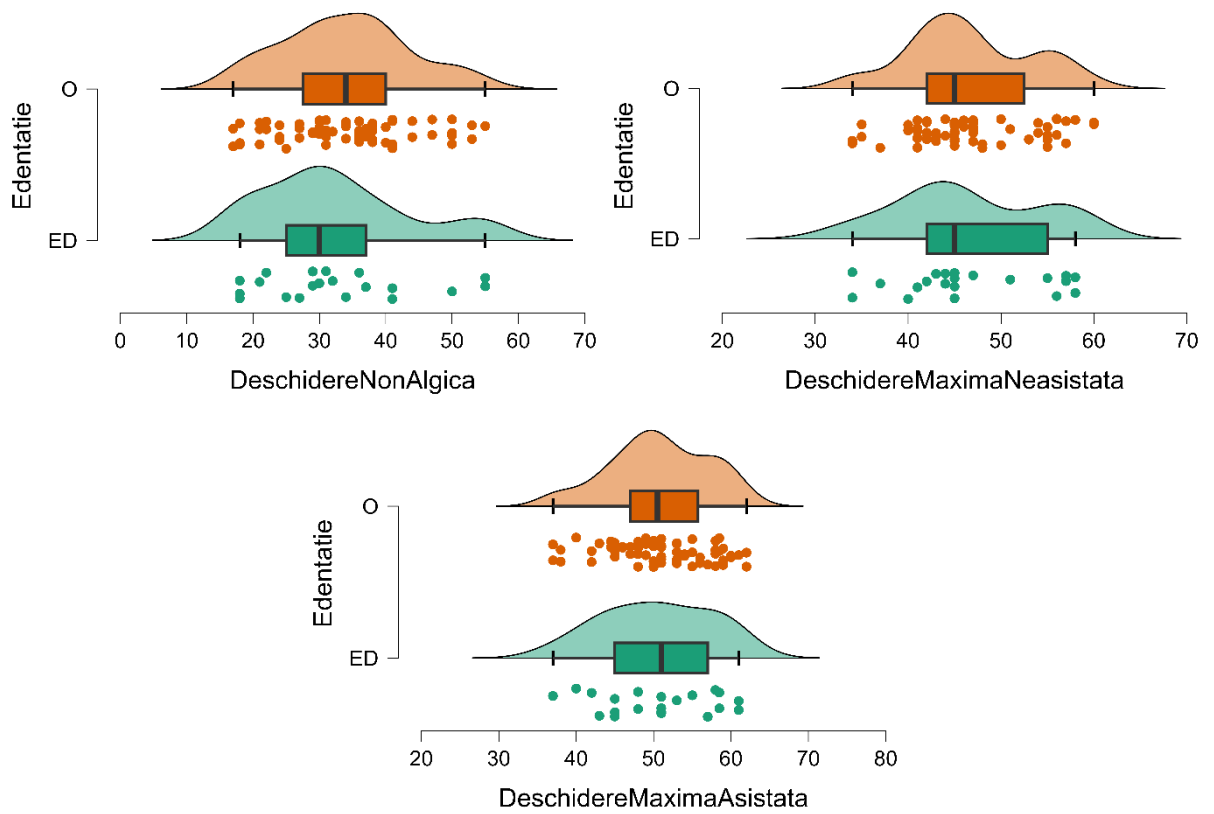 Edentatie
O
ED
0 10 20 30 40 50 60 70
DeschidereNonAlgica
Edentatie
O
ED
20 30 40 50 60 70
DeschidereMaximaNeasistata
Edentatie
O
ED
20 30 40 50 60 70 80
DeschidereMaximaAsistata